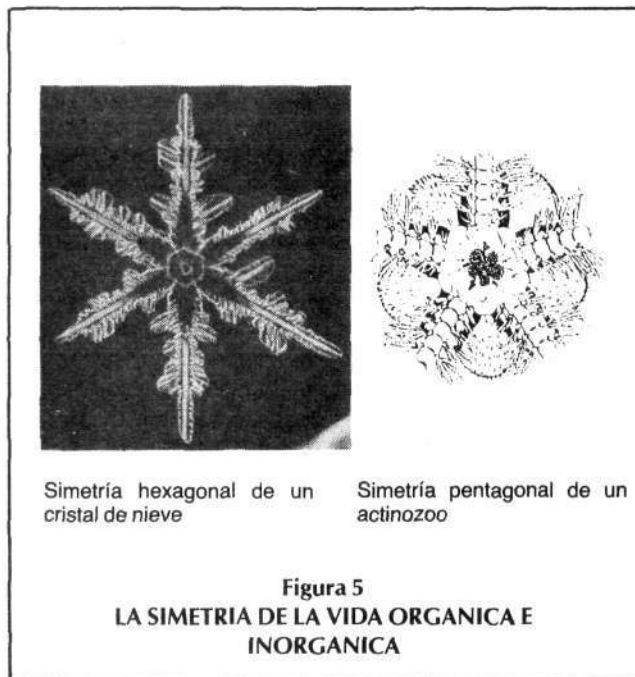 Simetría hexagonal de un
cristal de nieve
Simetría pentagonal de un
actinozoo
Figura 5
LA SIMETRIA DE LA VIDA ORGANICA E
INORGANICA